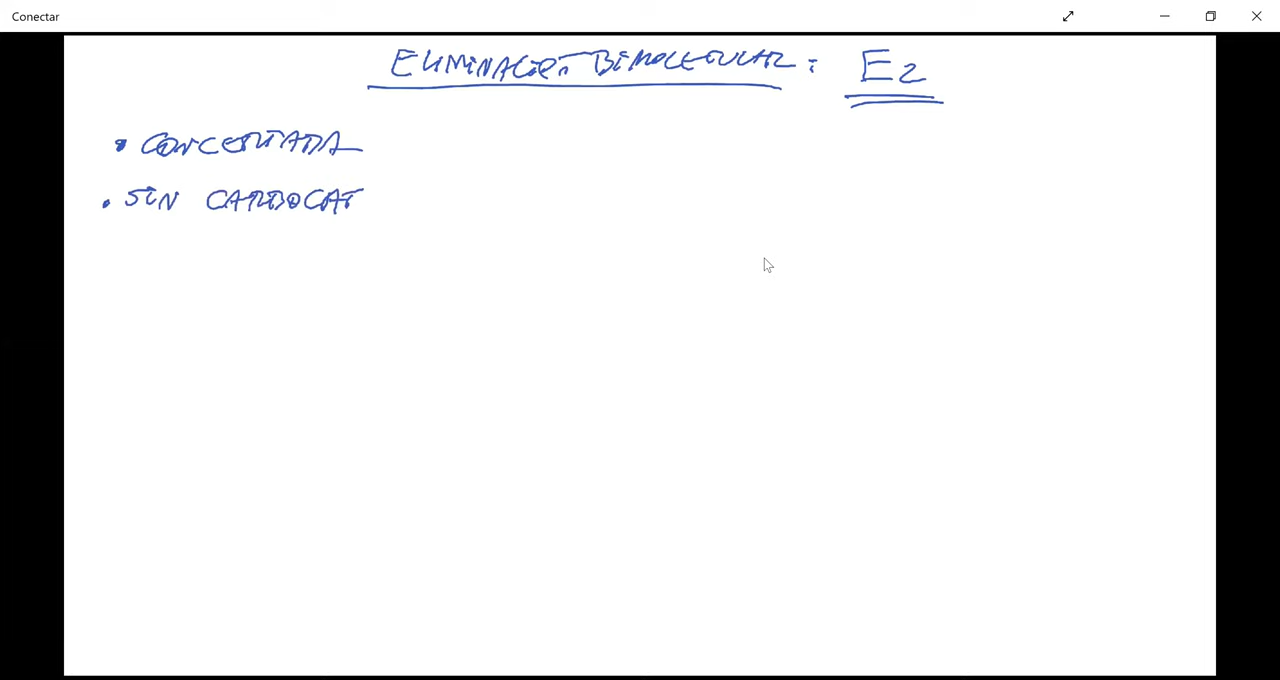 Conectar
ELIMINACIÓN BIMOLECULAR : E2
• CONCERTADA
• SIN CARBOCAT